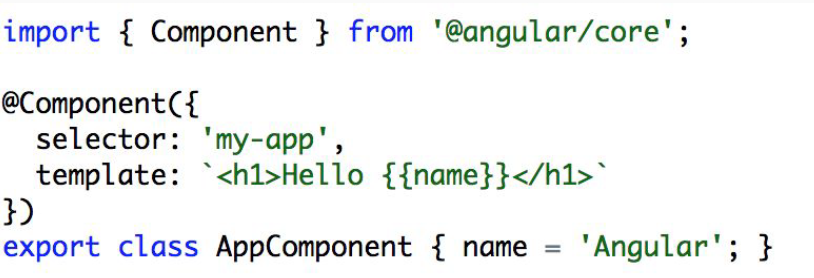 import { Component } from '@angular/core';
@Component({
  selector: 'my-app',
  template: `<h1>Hello {{name}}</h1>`
})
export class AppComponent { name = 'Angular'; }